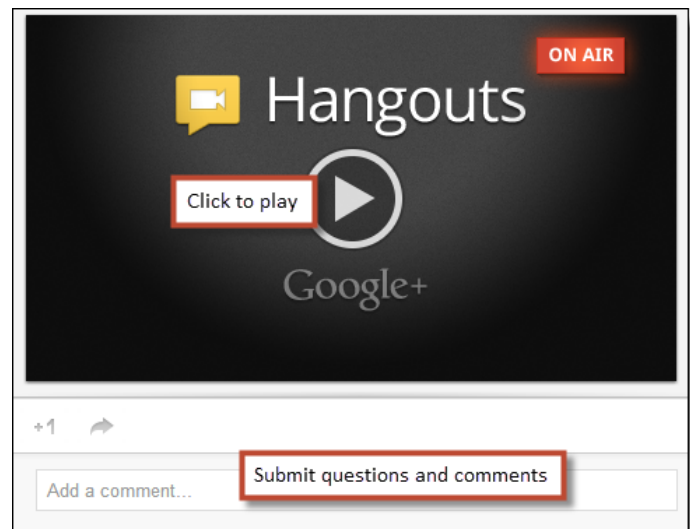 ON AIR
Hangouts
Click to play
Google+
+1
Submit questions and comments
Add a comment...